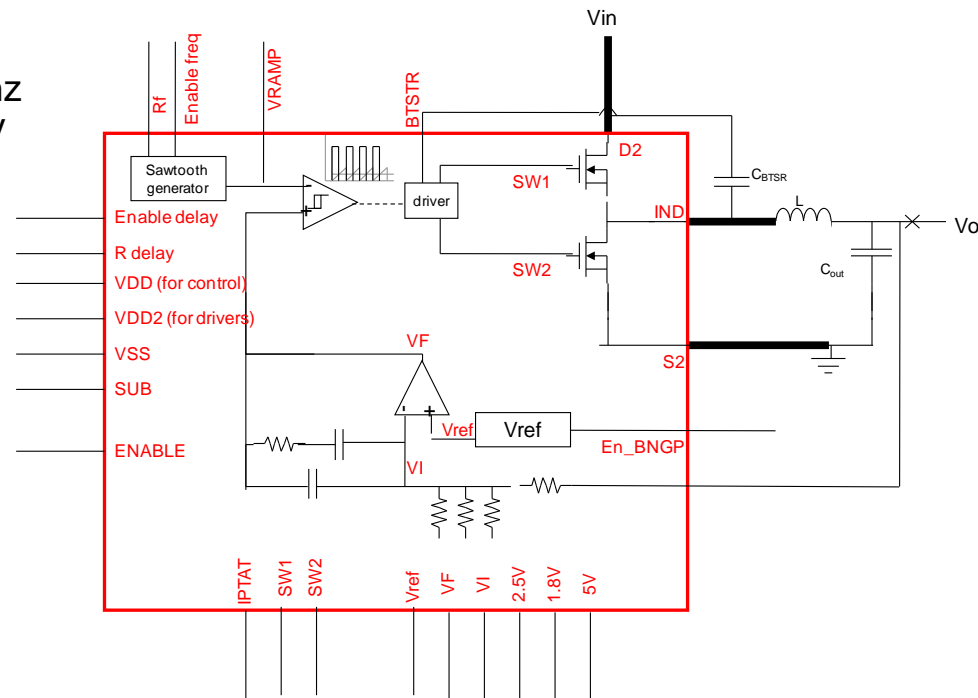 Vin
Rf
Enable freq
VRAMP
BTSTR
Sawtooth
generator
-
+
driver
SW1
D2
C_BTSR
Enable delay
IND
L
Vo
R delay
SW2
C_out
VDD (for control)
VDD2 (for drivers)
VSS
VF
S2
SUB
-
+
Vref
Vref
En_BNGP
ENABLE
VI
IPTAT
SW1
SW2
Vref
VF
VI
2.5V
1.8V
5V